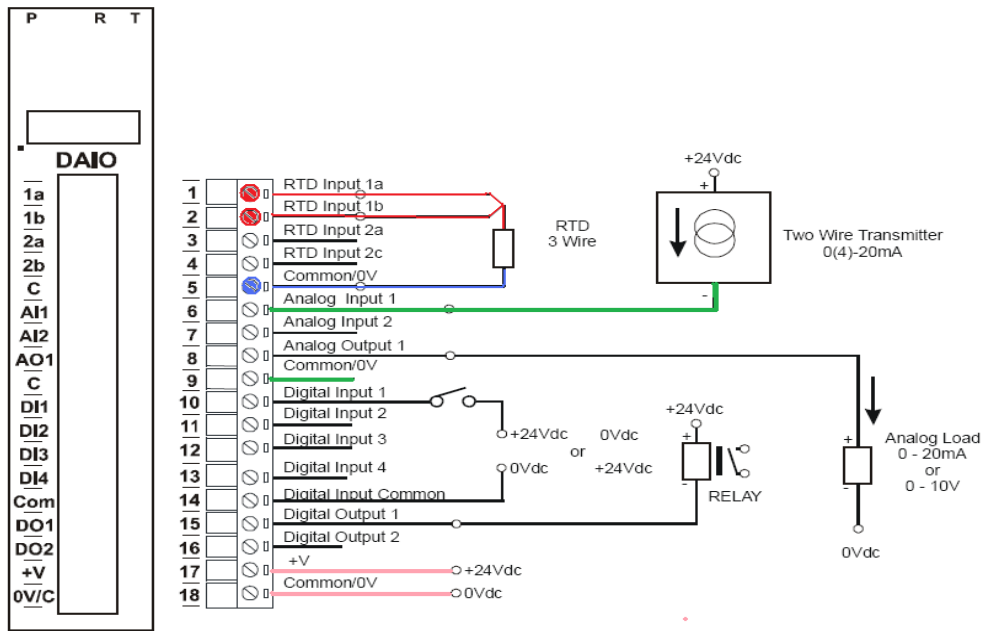 P R T
DAIO
1a
1b
2a
2b
C
AI1
AI2
AO1
C
DI1
DI2
DI3
DI4
Com
DO1
DO2
+V
0V/C
1 RTD Input 1a
2 RTD Input 1b
3 RTD Input 2a
4 RTD Input 2c
5 Common/0V
6 Analog Input 1
7 Analog Input 2
8 Analog Output 1
9 Common/0V
10 Digital Input 1
11 Digital Input 2
12 Digital Input 3
13 Digital Input 4
14 Digital Input Common
15 Digital Output 1
16 Digital Output 2
17 +V +24Vdc
18 Common/0V 0Vdc
RTD
3 Wire
+24Vdc
+
-
Two Wire Transmitter
0(4)-20mA
+24Vdc 0Vdc
or
0Vdc +24Vdc
+24Vdc
+
-
RELAY
+
-
Analog Load
0 - 20mA
or
0 - 10V
0Vdc